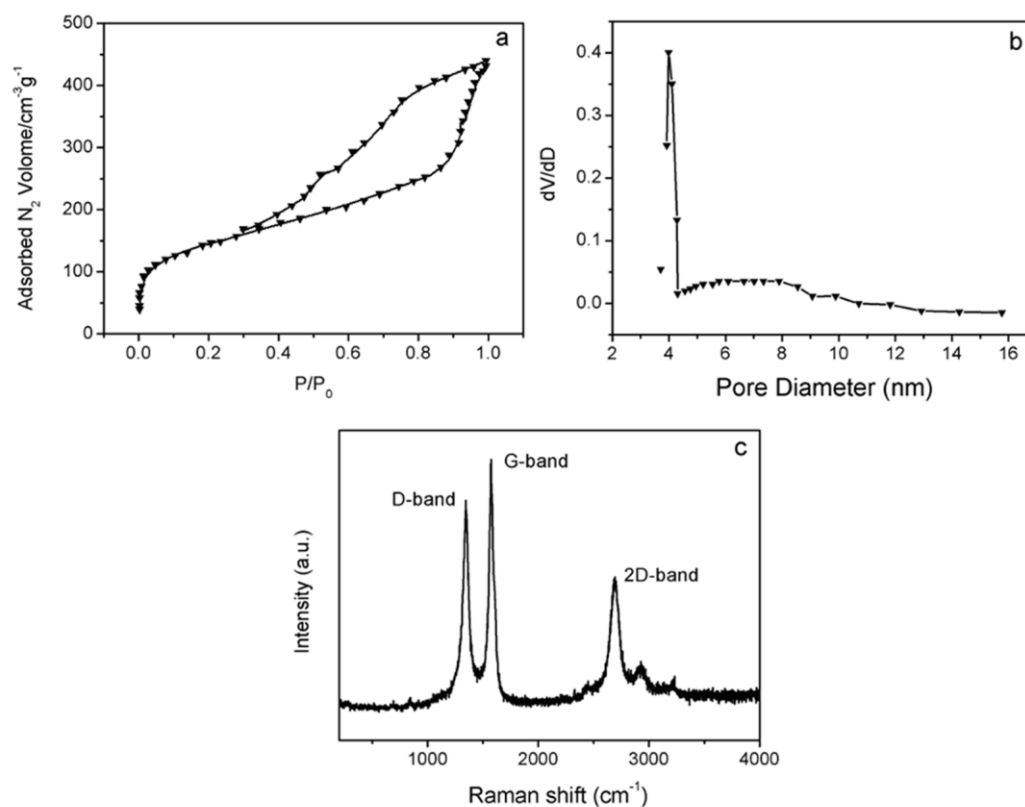 a
500
400
300
200
100
0
Adsorbed N₂ Volome/cm⁻³g⁻¹
0.0 0.2 0.4 0.6 0.8 1.0
P/P₀
b
0.4
0.3
0.2
0.1
0.0
dV/dD
2 4 6 8 10 12 14 16
Pore Diameter (nm)
c
G-band
D-band
2D-band
Intensity (a.u.)
1000 2000 3000 4000
Raman shift (cm⁻¹)